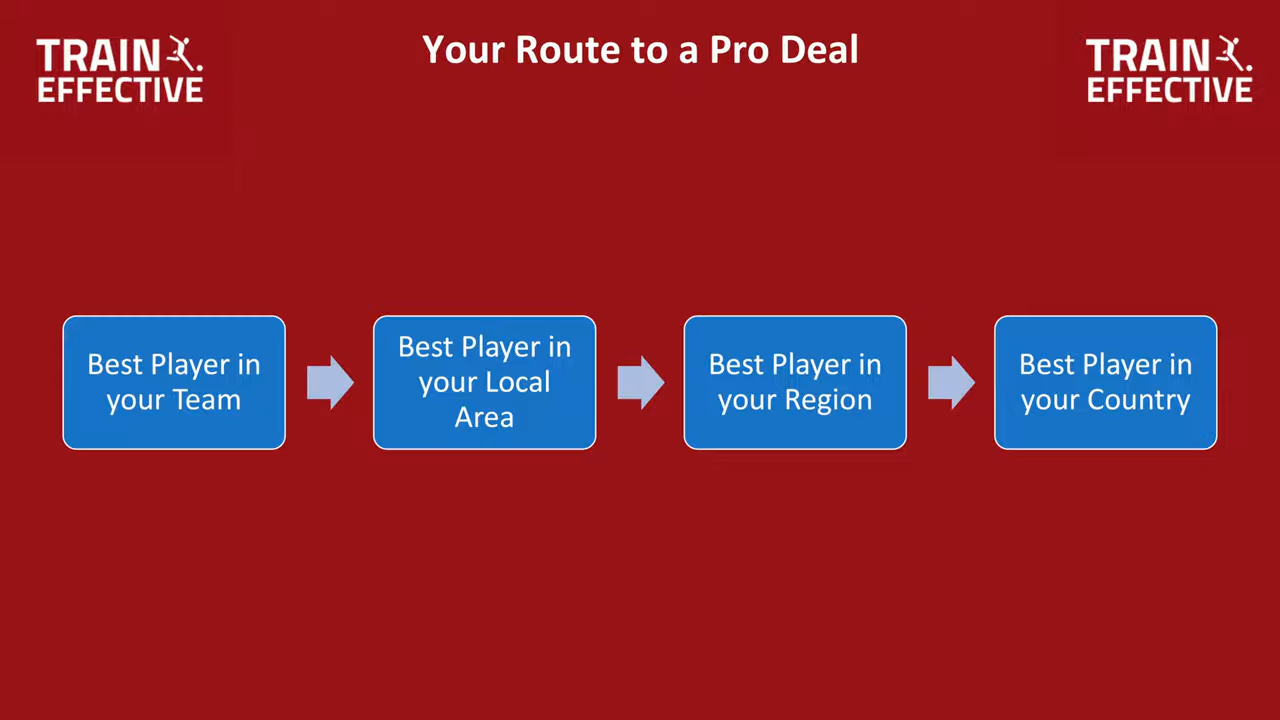 TRAIN
EFFECTIVE
Your Route to a Pro Deal
TRAIN
EFFECTIVE
Best Player in
your Team
Best Player in
your Local
Area
Best Player in
your Region
Best Player in
your Country